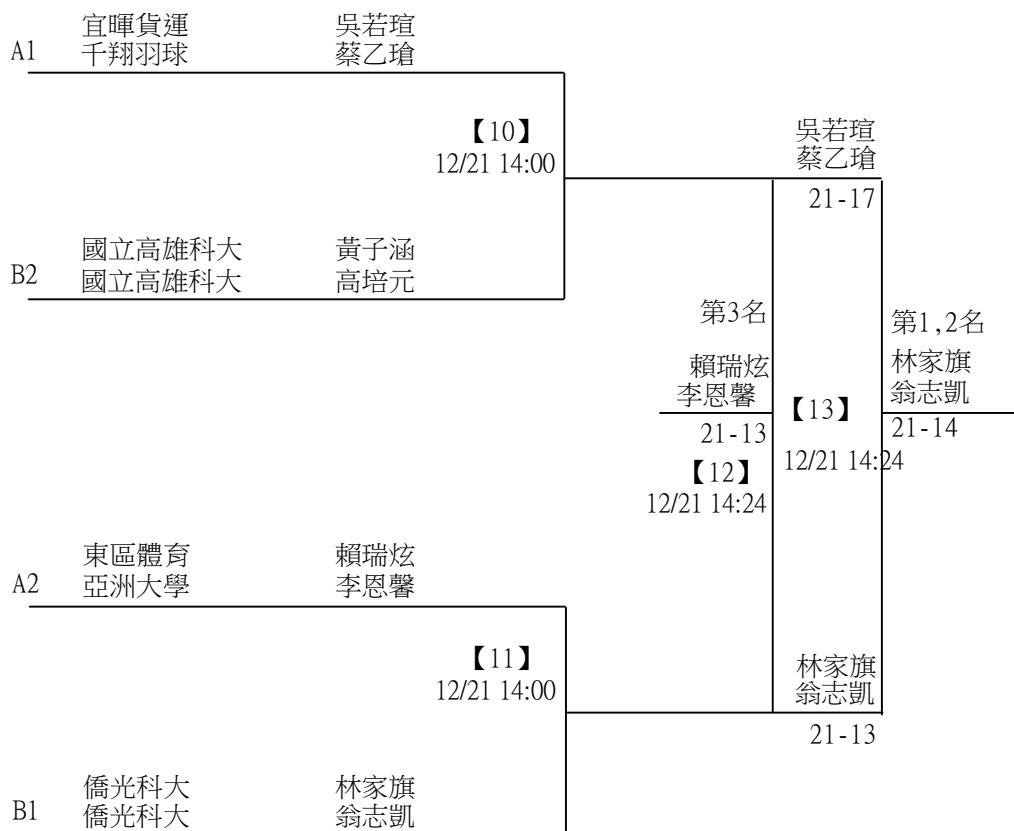 宜暉貨運 吳若瑄
A1 千翔羽球 蔡乙瑲
【10】
12/21 14:00
吳若瑄
蔡乙瑲
21-17
國立高雄科大 黃子涵
B2 國立高雄科大 高培元
第3名
賴瑞炫
李恩馨
21-13
【12】
12/21 14:24
【13】
12/21 14:24
第1,2名
林家旗
翁志凱
21-14
東區體育 賴瑞炫
A2 亞洲大學 李恩馨
【11】
12/21 14:00
林家旗
翁志凱
21-13
僑光科大 林家旗
B1 僑光科大 翁志凱